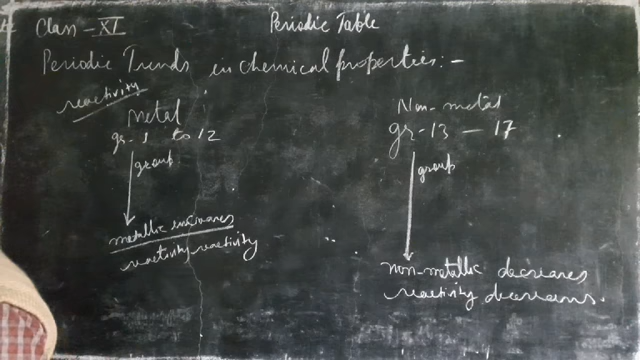 Class - XI
Periodic Table
Periodic Trends in chemical properties: -
reactivity
metal
gr- 1 to 12
group
metallic increases
reactivity reactivity
Non-metal
gr-13 - 17
group
non-metallic decreases
reactivity decreases.